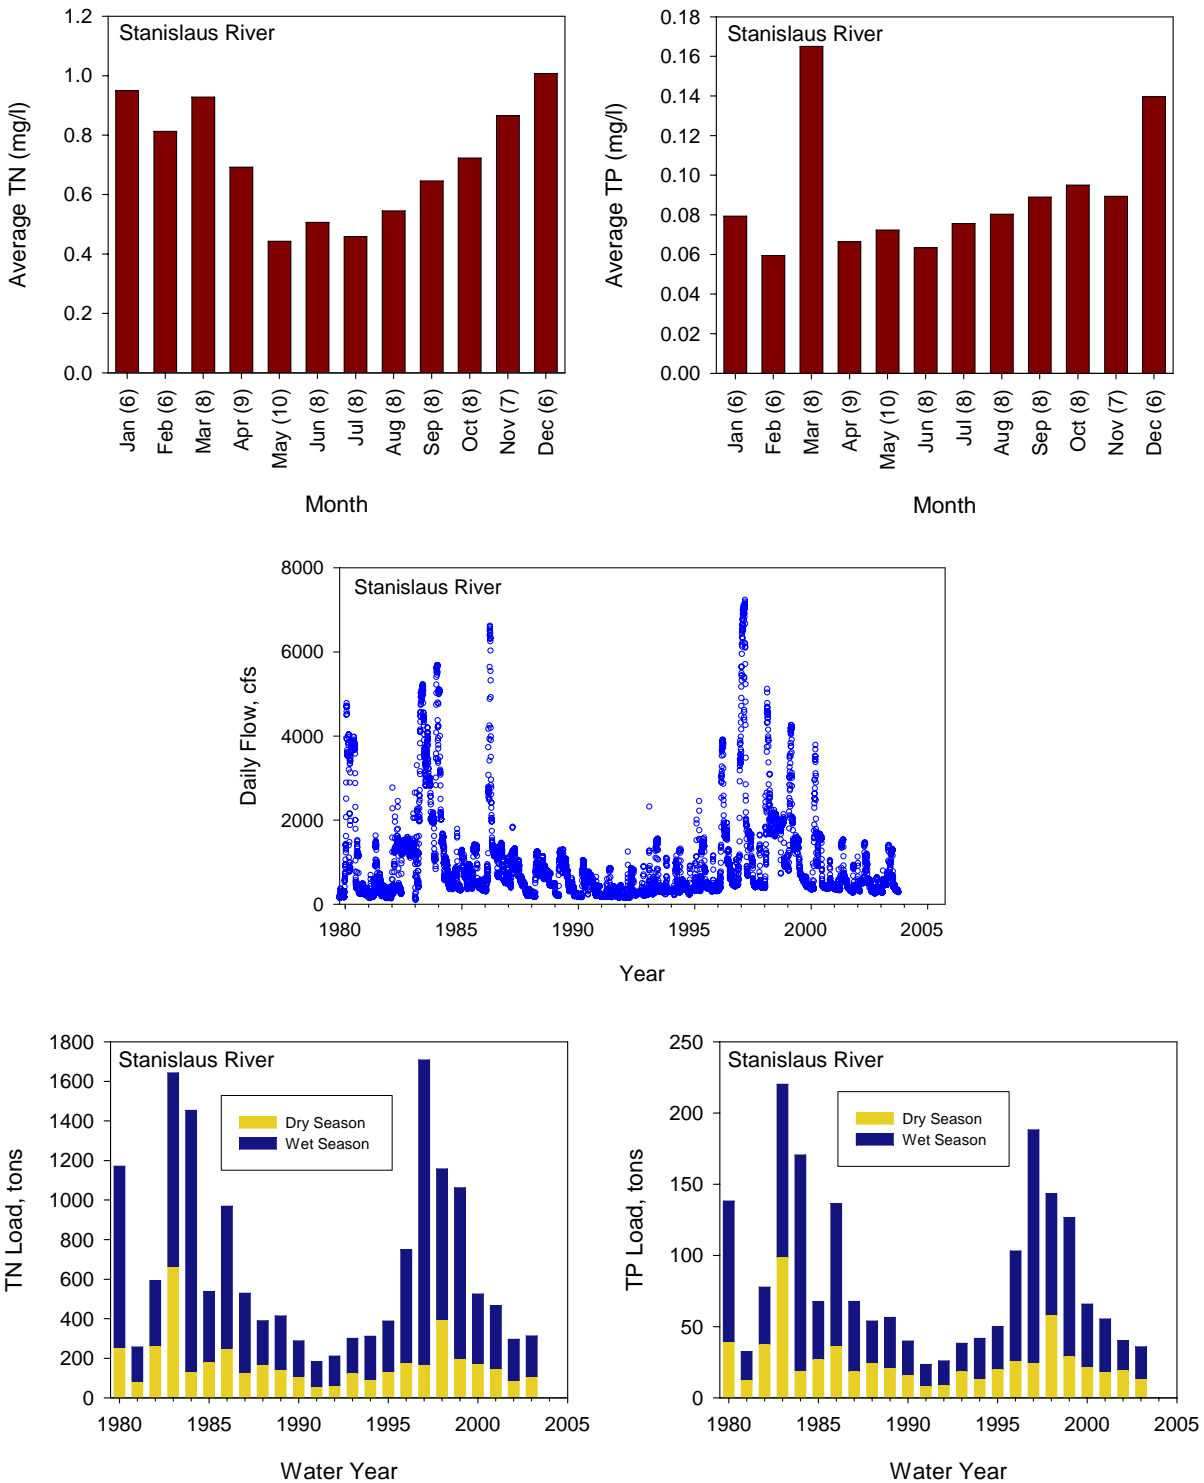 Stanislaus River
Average TN (mg/l)
1.2
1.0
0.8
0.6
0.4
0.2
0.0
Jan (6)
Feb (6)
Mar (8)
Apr (9)
May (10)
Jun (8)
Jul (8)
Aug (8)
Sep (8)
Oct (8)
Nov (7)
Dec (6)
Month
Stanislaus River
Average TP (mg/l)
0.18
0.16
0.14
0.12
0.10
0.08
0.06
0.04
0.02
0.00
Jan (6)
Feb (6)
Mar (8)
Apr (9)
May (10)
Jun (8)
Jul (8)
Aug (8)
Sep (8)
Oct (8)
Nov (7)
Dec (6)
Month
Stanislaus River
Daily Flow, cfs
8000
6000
4000
2000
0
1980 1985 1990 1995 2000 2005
Year
Stanislaus River
Dry Season
Wet Season
TN Load, tons
1800
1600
1400
1200
1000
800
600
400
200
0
1980 1985 1990 1995 2000 2005
Water Year
Stanislaus River
Dry Season
Wet Season
TP Load, tons
250
200
150
100
50
0
1980 1985 1990 1995 2000 2005
Water Year